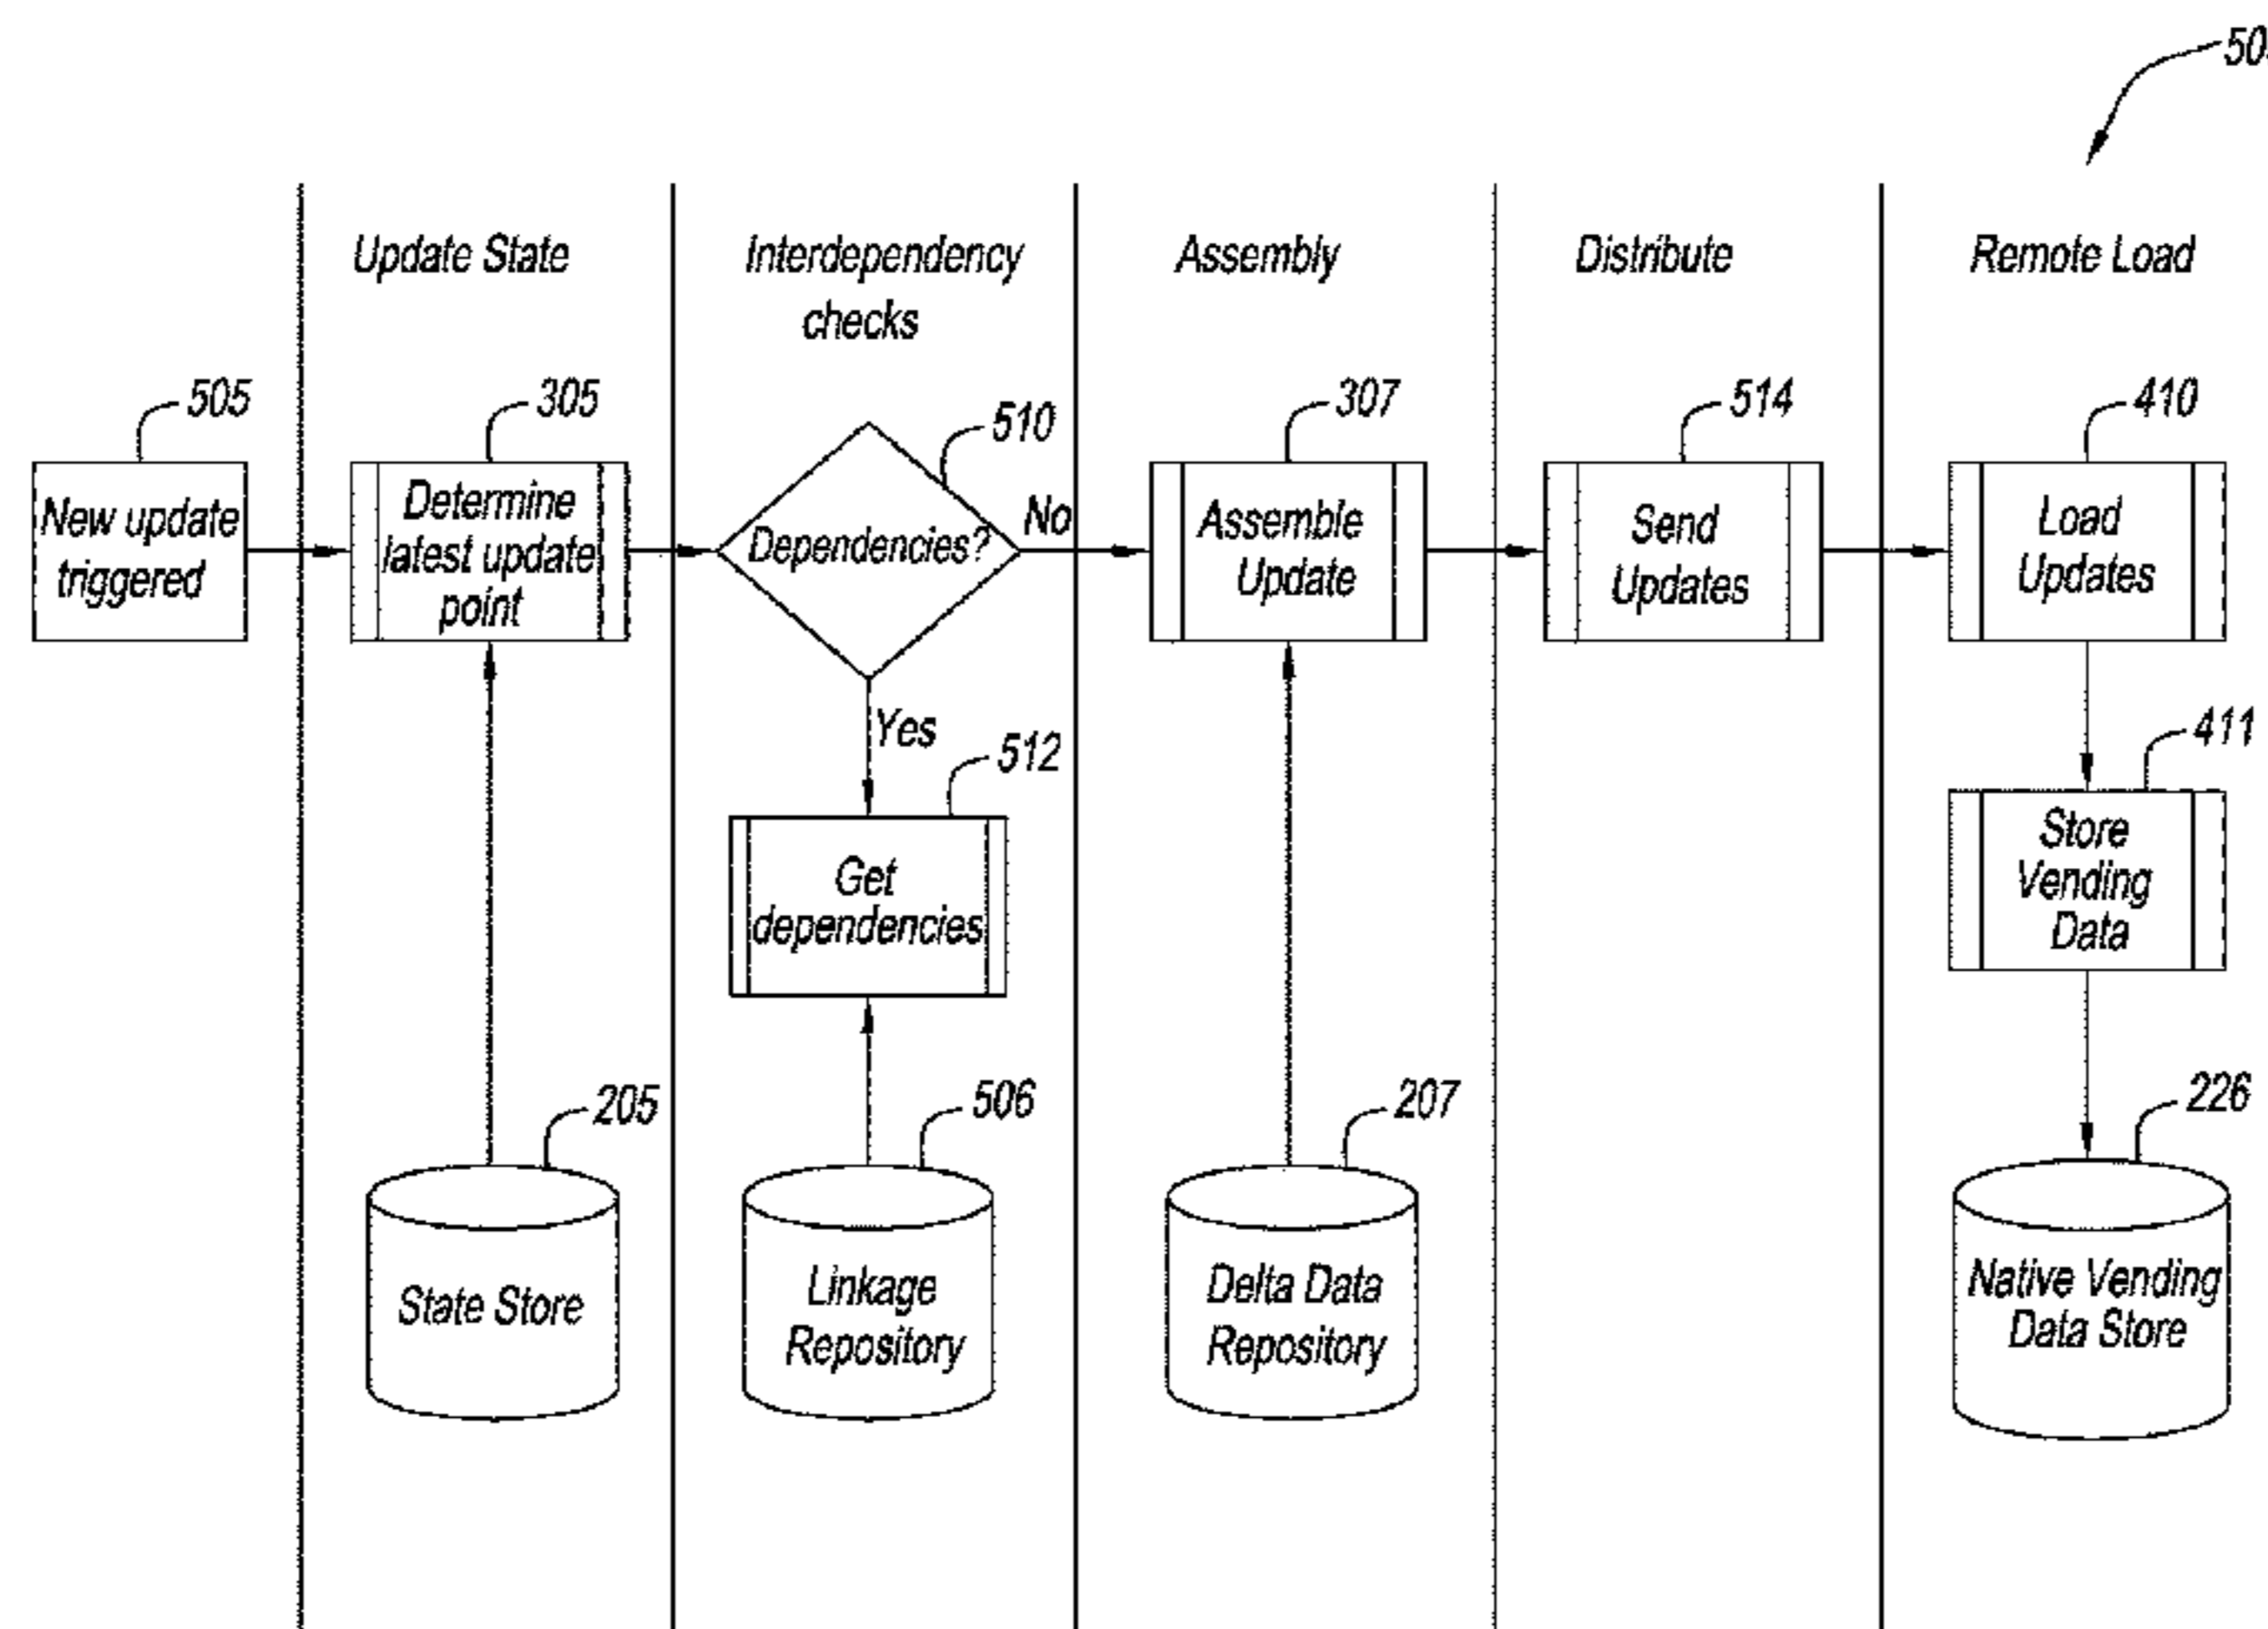 Update State
Interdependency
checks
Assembly
Distribute
Remote Load
505
305
510
307
514
410
New update
triggered
Determine
latest update
point
Dependencies?
No
Assemble
Update
Send
Updates
Load
Updates
Yes
512
411
Get
dependencies
Store
Vending
Data
205
506
207
226
State Store
Linkage
Repository
Delta Data
Repository
Native Vending
Data Store